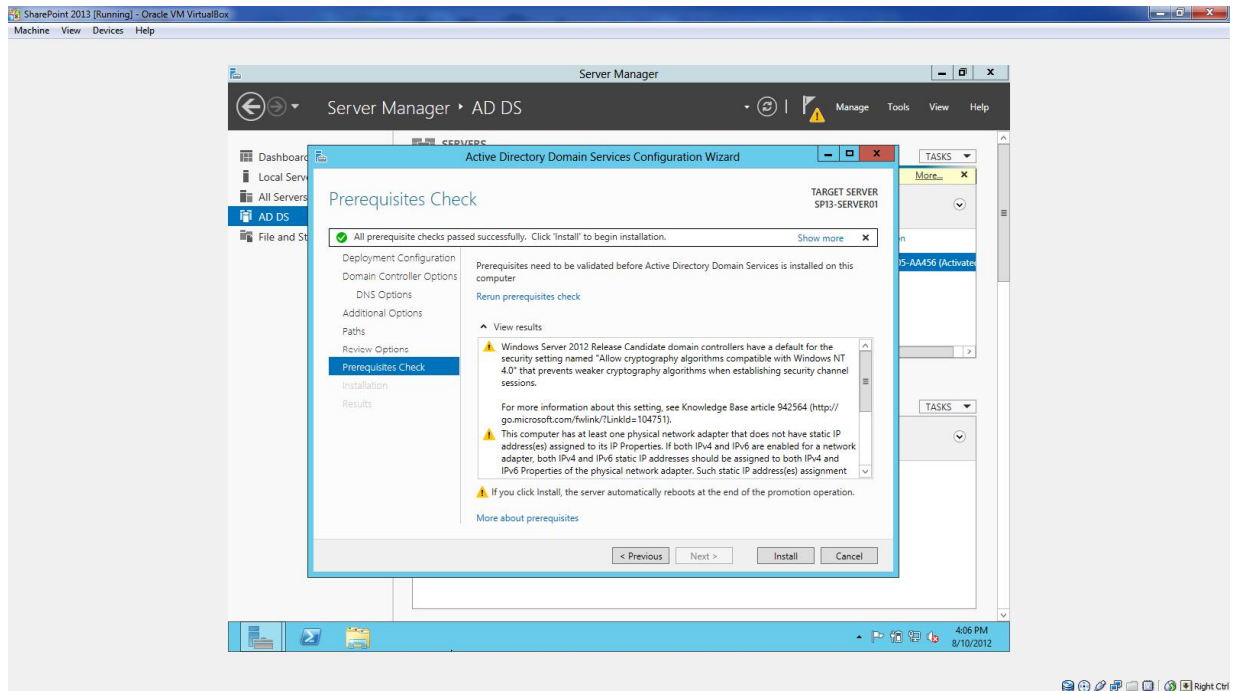 SharePoint 2013 [Running] - Oracle VM VirtualBox
Machine View Devices Help
Server Manager
Server Manager • AD DS
Manage Tools View Help
Dashboard
Local Serv
All Servers
AD DS
File and St
SERVERS
TASKS
More...
n
05-AA456 (Activated
TASKS
Active Directory Domain Services Configuration Wizard
Prerequisites Check
TARGET SERVER
SP13-SERVER01
All prerequisite checks passed successfully. Click 'Install' to begin installation.
Show more
Deployment Configuration
Domain Controller Options
DNS Options
Additional Options
Paths
Review Options
Prerequisites Check
Installation
Results
Prerequisites need to be validated before Active Directory Domain Services is installed on this
computer
Rerun prerequisites check
View results
Windows Server 2012 Release Candidate domain controllers have a default for the
security setting named "Allow cryptography algorithms compatible with Windows NT
4.0" that prevents weaker cryptography algorithms when establishing security channel
sessions.
For more information about this setting, see Knowledge Base article 942564 (http://
go.microsoft.com/fwlink/?LinkId=104751).
This computer has at least one physical network adapter that does not have static IP
address(es) assigned to its IP Properties. If both IPv4 and IPv6 are enabled for a network
adapter, both IPv4 and IPv6 static IP addresses should be assigned to both IPv4 and
IPv6 Properties of the physical network adapter. Such static IP address(es) assignment
If you click Install, the server automatically reboots at the end of the promotion operation.
More about prerequisites
< Previous
Next >
Install
Cancel
4:06 PM
8/10/2012
Right Ctrl